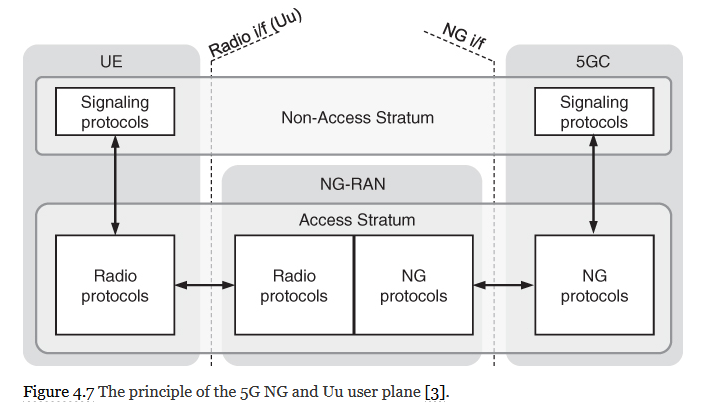 Radio i/f (Uu)
NG i/f
UE
5GC
Signaling
protocols
Non-Access Stratum
Signaling
protocols
NG-RAN
Access Stratum
Radio
protocols
Radio
protocols
NG
protocols
NG
protocols
Figure 4.7 The principle of the 5G NG and Uu user plane [3].